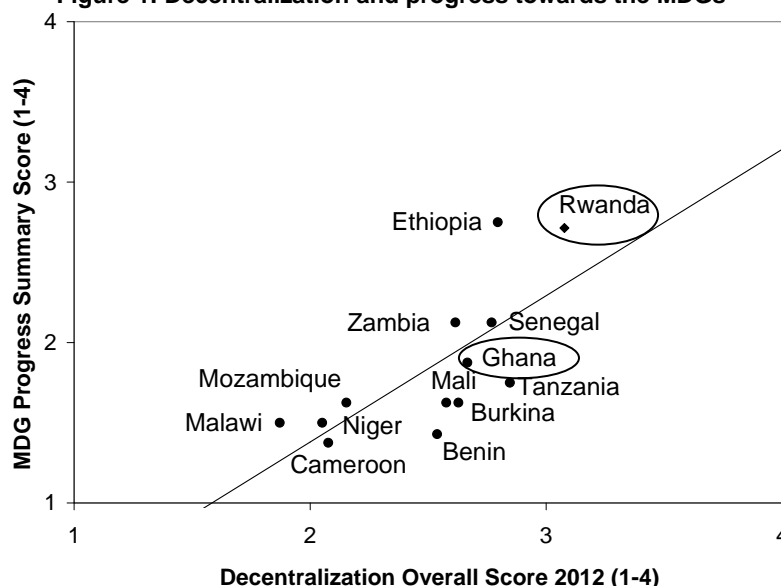 Figure 1: Decentralization and progress towards the MDGs
4
MDG Progress Summary Score (1-4)
3
Rwanda
Ethiopia
Zambia
Senegal
2
Ghana
Mozambique
Mali
Tanzania
Malawi
Niger
Burkina
Cameroon
Benin
1
1
2
3
4
Decentralization Overall Score 2012 (1-4)